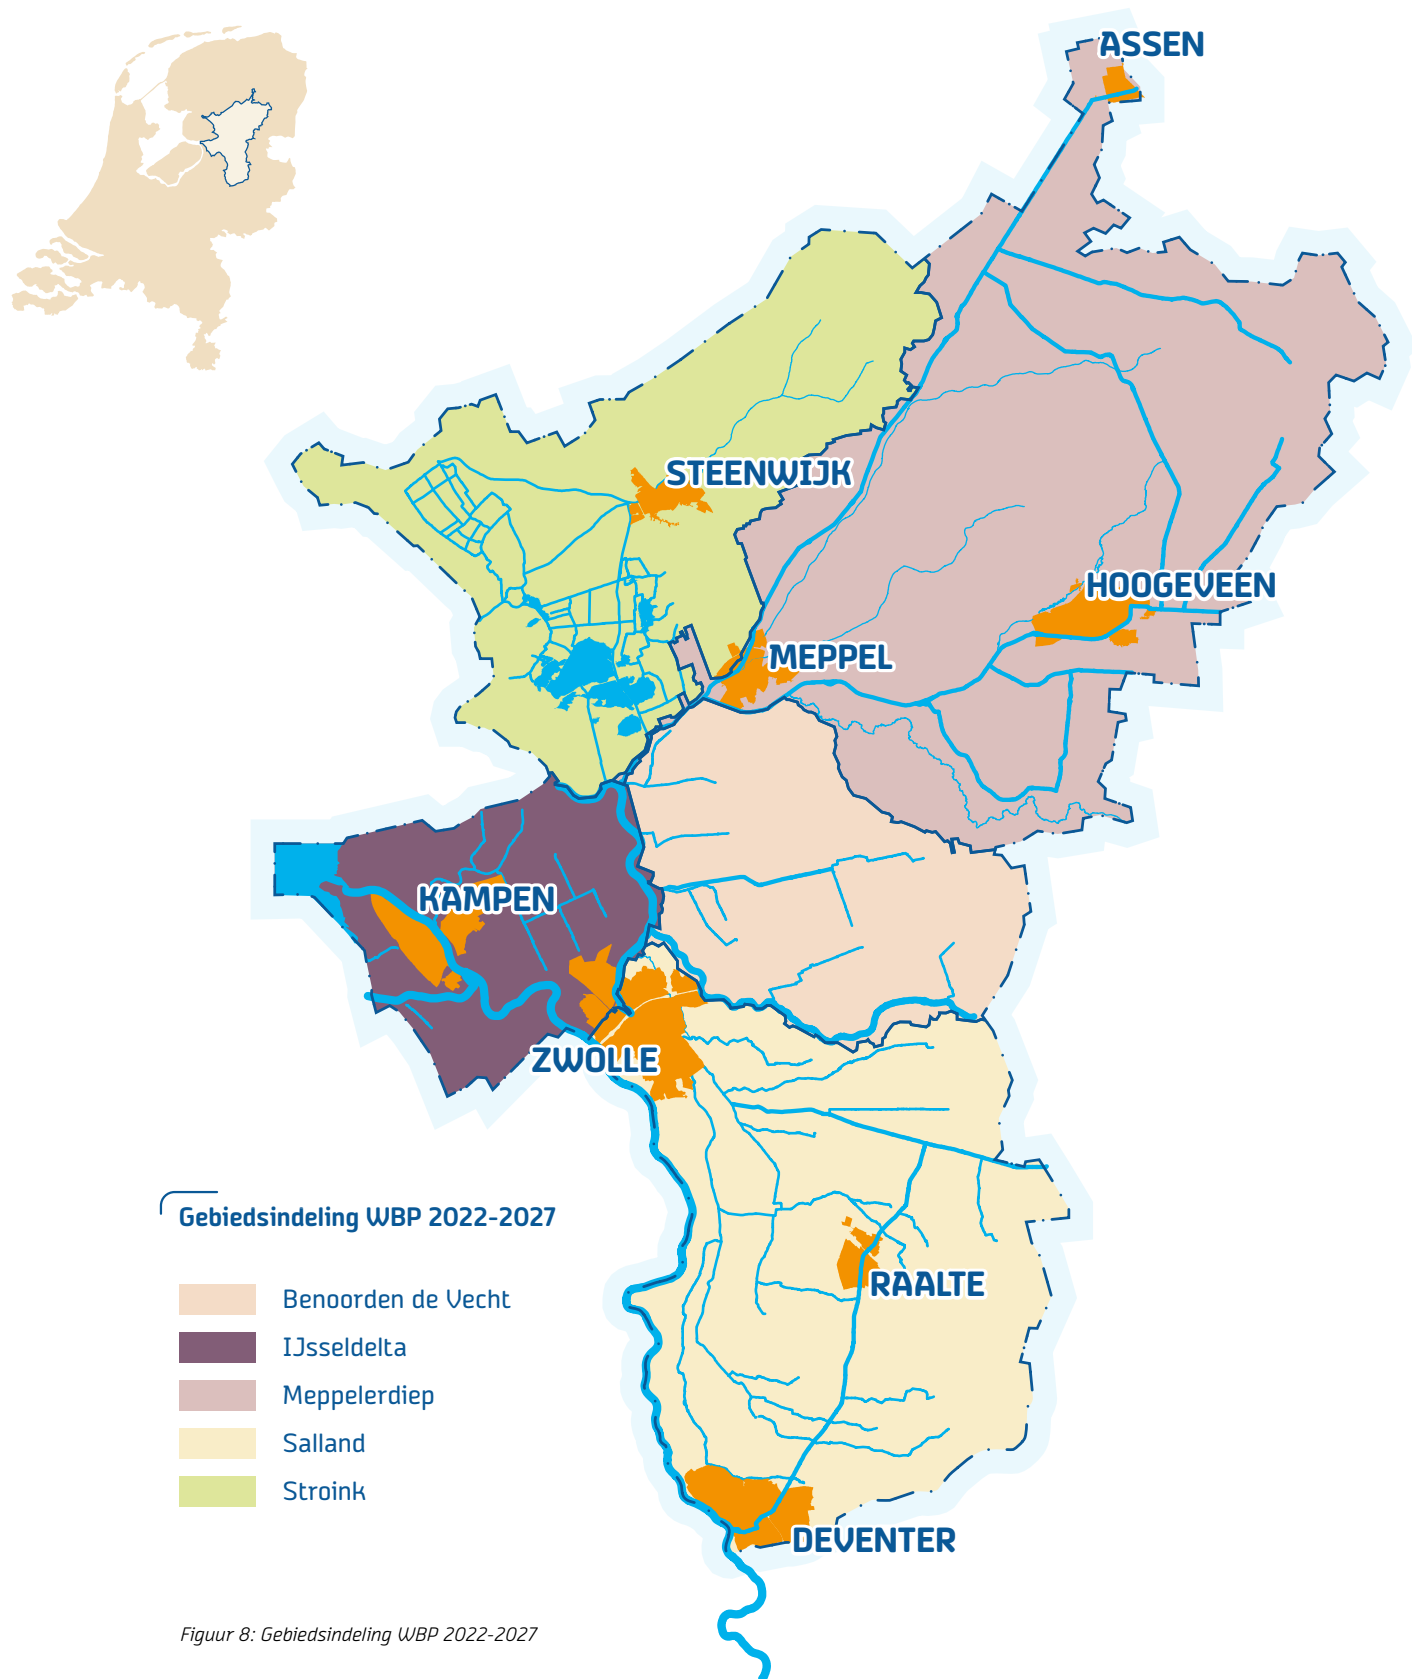 ASSEN
STEENWIJK
HOOGEVEEN
MEPPEL
KAMPEN
ZWOLLE
Gebiedsindeling WBP 2022-2027
RAALTE
Benoorden de Vecht
IJsseldelta
Meppelerdiep
Salland
Stroink
DEVENTER
Figuur 8: Gebiedsindeling WBP 2022-2027